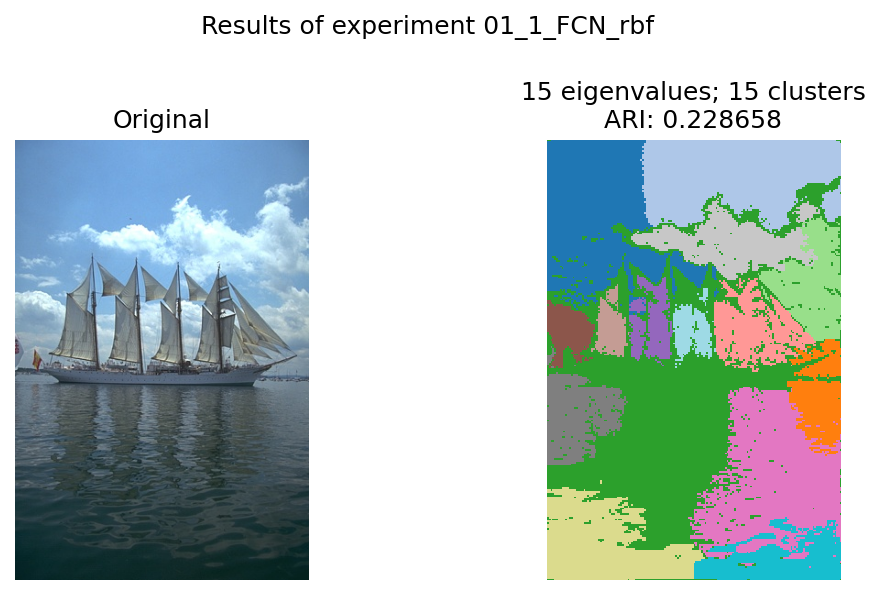 Results of experiment 01_1_FCN_rbf
Original
15 eigenvalues; 15 clusters
ARI: 0.228658